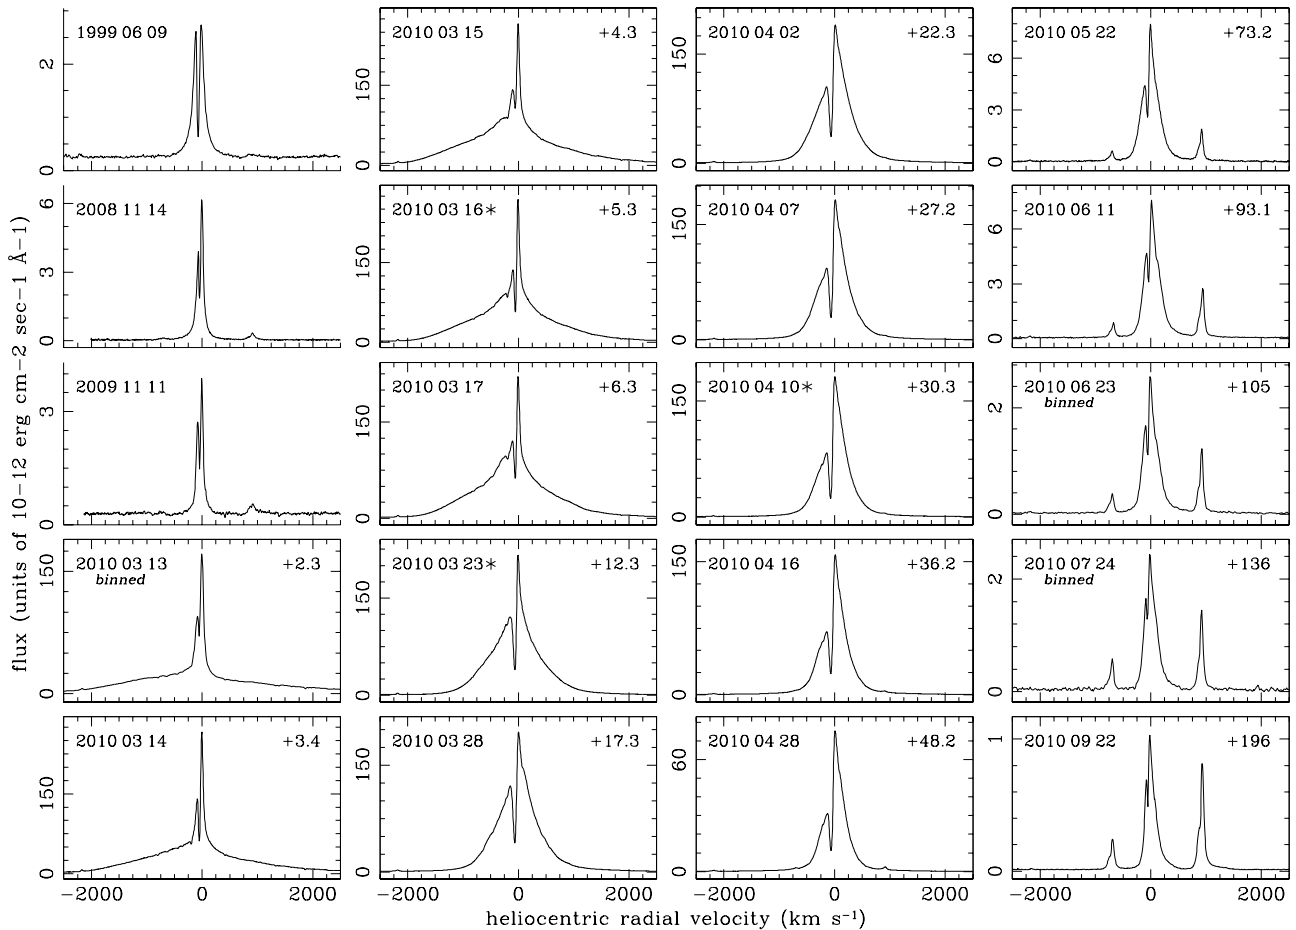 1999 06 09
2010 03 15 +4.3
2010 04 02 +22.3
2010 05 22 +73.2
0 2
0 150
0 150
0 3 6
2008 11 14
2010 03 16* +5.3
2010 04 07 +27.2
2010 06 11 +93.1
0 3 6
0 150
0 150
0 3 6
2009 11 11
2010 03 17 +6.3
2010 04 10* +30.3
2010 06 23 +105
binned
0 3
0 150
0 150
0 2
2010 03 13 +2.3
binned
2010 03 23* +12.3
2010 04 16 +36.2
2010 07 24 +136
binned
0 150
0 150
0 150
0 2
2010 03 14 +3.4
2010 03 28 +17.3
2010 04 28 +48.2
2010 09 22 +196
0 150
0 150
0 60
0 1
−2000 0 2000
−2000 0 2000
−2000 0 2000
−2000 0 2000
heliocentric radial velocity (km s−1)
flux (units of 10−12 erg cm−2 sec−1 Å−1)